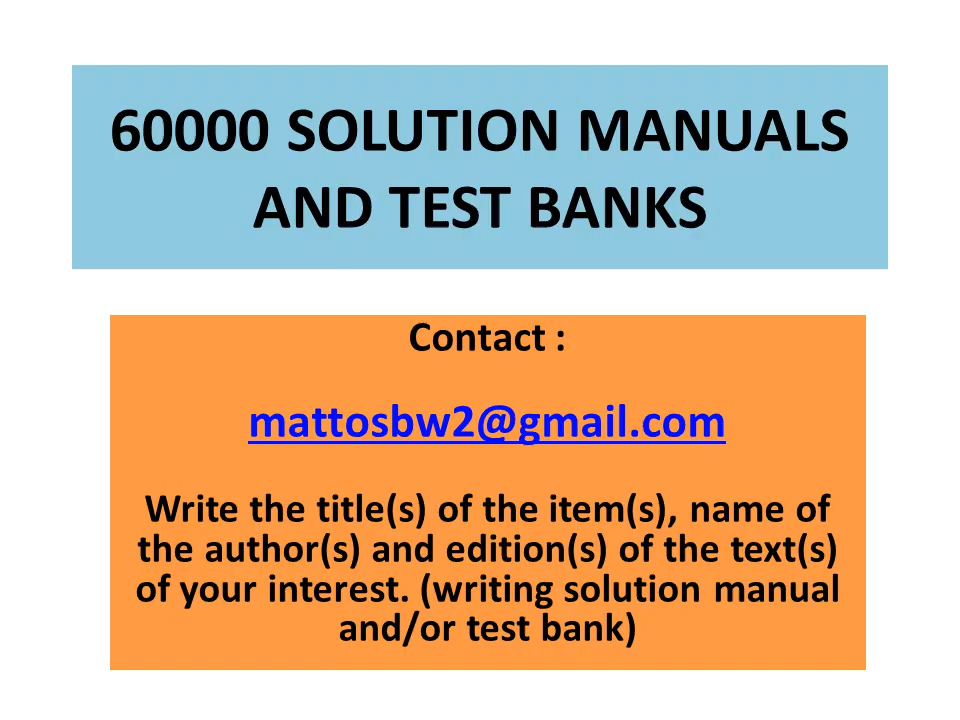 60000 SOLUTION MANUALS
AND TEST BANKS
Contact :
mattosbw2@gmail.com
Write the title(s) of the item(s), name of
the author(s) and edition(s) of the text(s)
of your interest. (writing solution manual
and/or test bank)